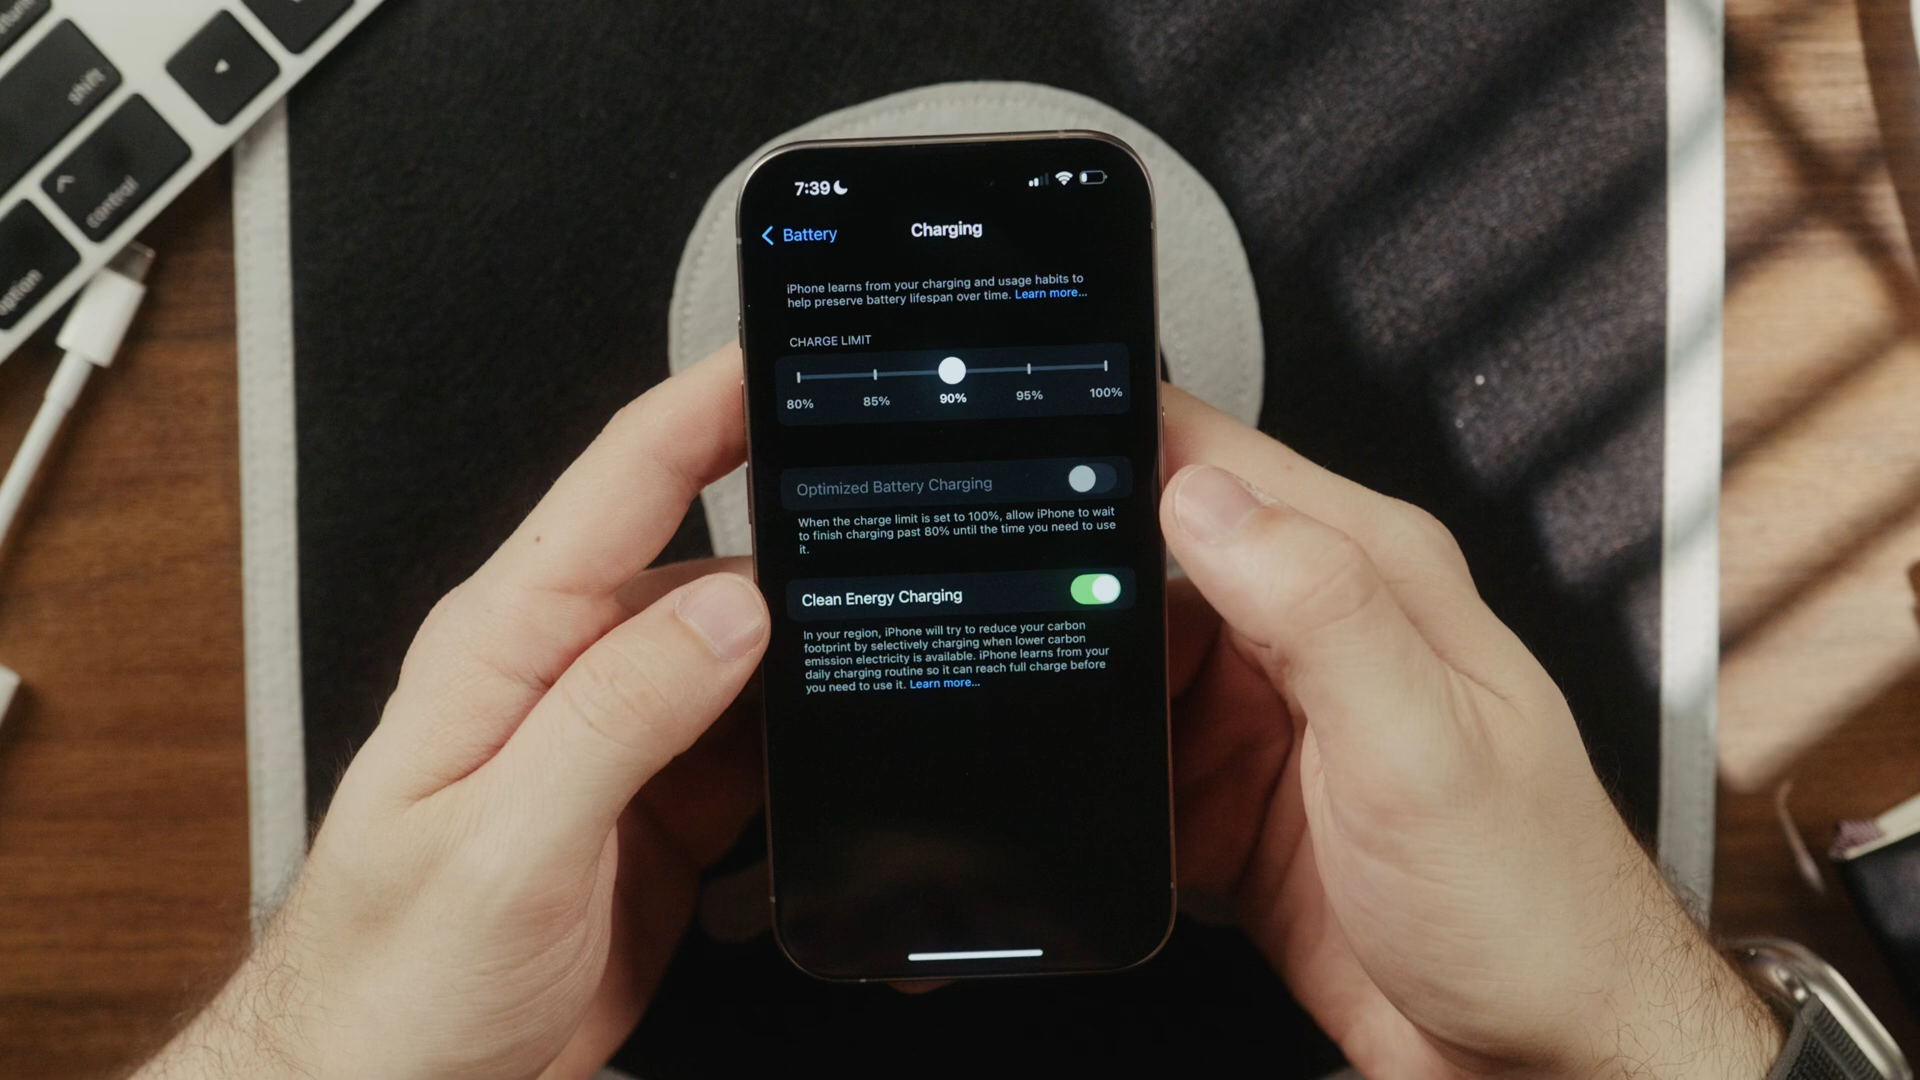 shift
control
option
7:39
Battery
Charging
iPhone learns from your charging and usage habits to
help preserve battery lifespan over time. Learn more...
CHARGE LIMIT
80% 85% 90% 95% 100%
Optimized Battery Charging
When the charge limit is set to 100%, allow iPhone to wait
to finish charging past 80% until the time you need to use
it.
Clean Energy Charging
In your region, iPhone will try to reduce your carbon
footprint by selectively charging when lower carbon
emission electricity is available. iPhone learns from your
daily charging routine so it can reach full charge before
you need to use it. Learn more...